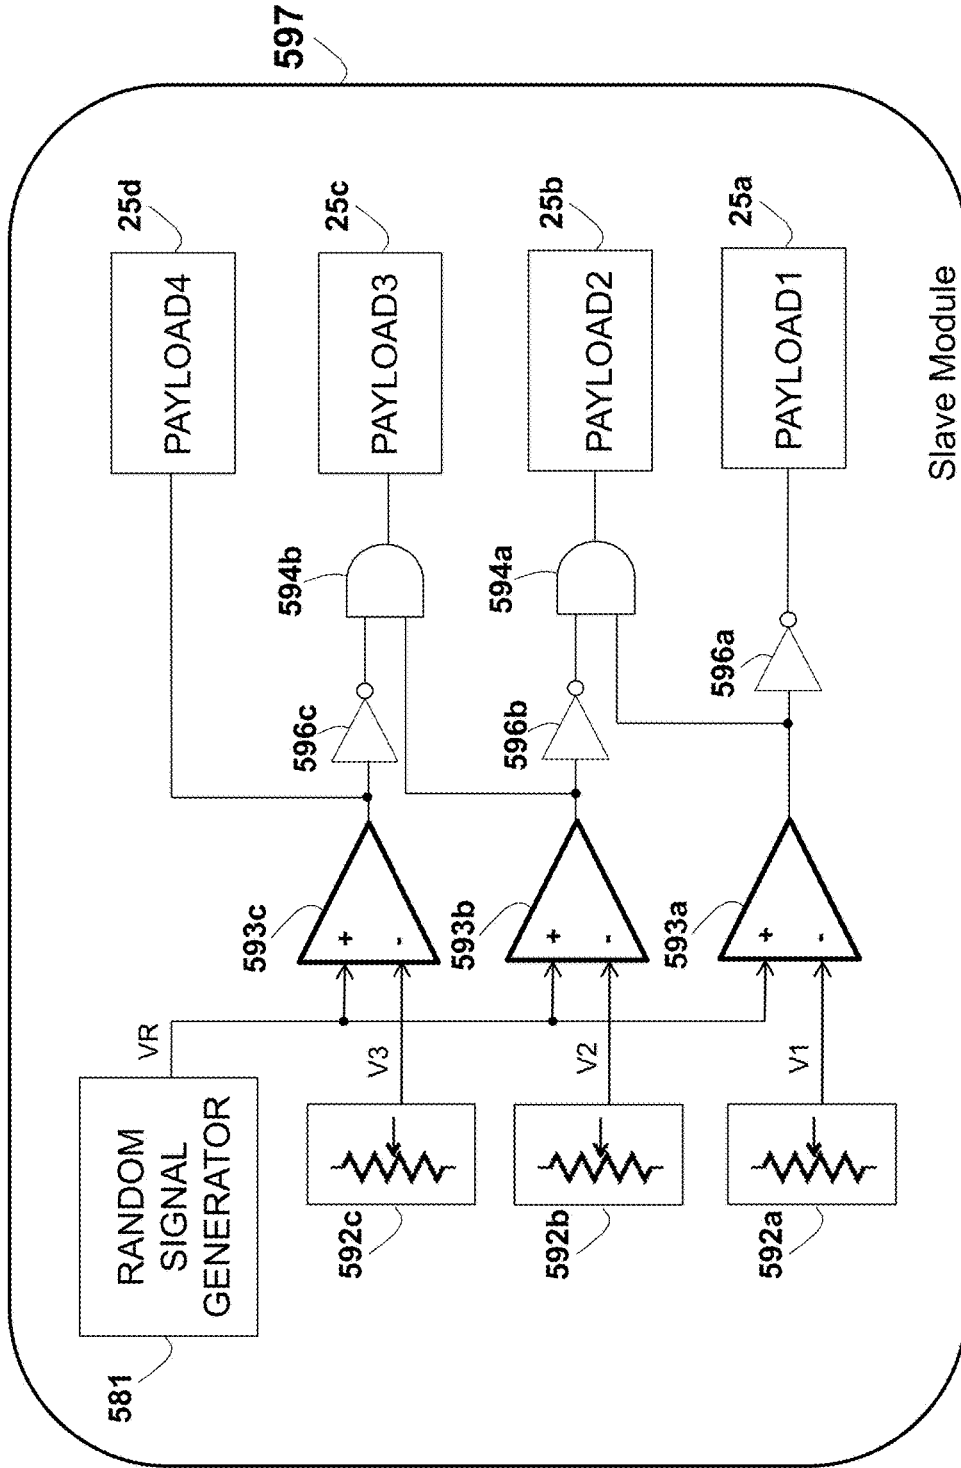 597
25d
25c
25b
25a
PAYLOAD4
PAYLOAD3
PAYLOAD2
PAYLOAD1
594b
594a
596c
596b
596a
593c
593b
593a
+
-
+
-
+
-
VR
V3
V2
V1
RANDOM
SIGNAL
GENERATOR
592c
592b
592a
581
Slave Module